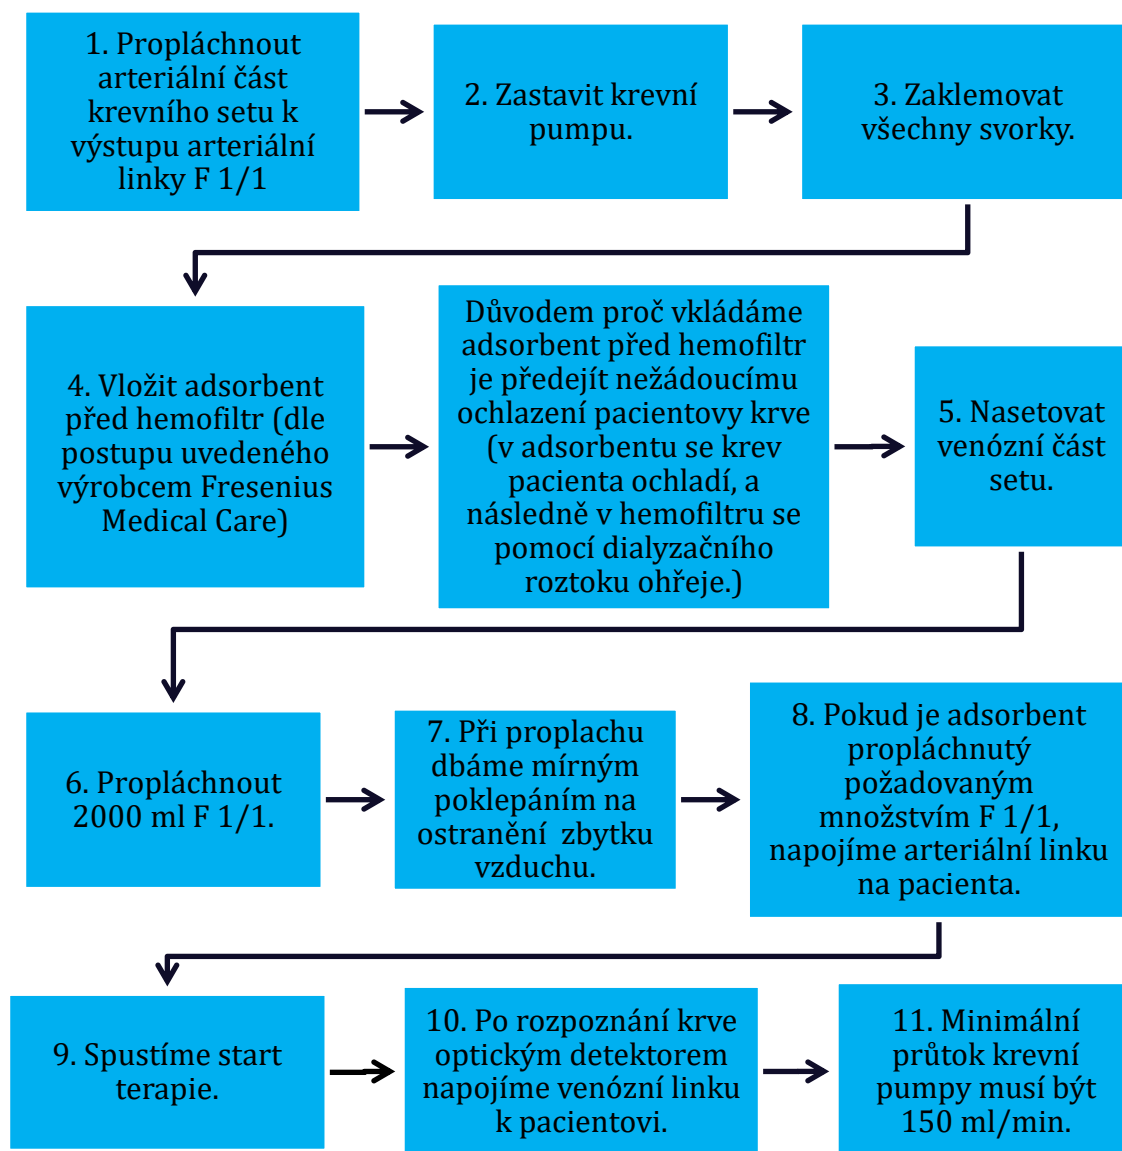 1. Propláchnout
arteriální část
krevního setu k
výstupu arteriální
linky F 1/1
2. Zastavit krevní
pumpu.
3. Zaklemovat
všechny svorky.
4. Vložit adsorbent
před hemofiltr (dle
postupu uvedeného
výrobcem Fresenius
Medical Care)
Důvodem proč vkládáme
adsorbent před hemofiltr
je předejít nežádoucímu
ochlazení pacientovy krve
(v adsorbentu se krev
pacienta ochladí, a
následně v hemofiltru se
pomocí dialyzačního
roztoku ohřeje.)
5. Nasetovat
venózní část
setu.
6. Propláchnout
2000 ml F 1/1.
7. Při proplachu
dbáme mírným
poklepáním na
ostranění zbytku
vzduchu.
8. Pokud je adsorbent
propláchnutý
požadovaným
množstvím F 1/1,
napojíme arteriální linku
na pacienta.
9. Spustíme start
terapie.
10. Po rozpoznání krve
optickým detektorem
napojíme venózní linku
k pacientovi.
11. Minimální
průtok krevní
pumpy musí být
150 ml/min.